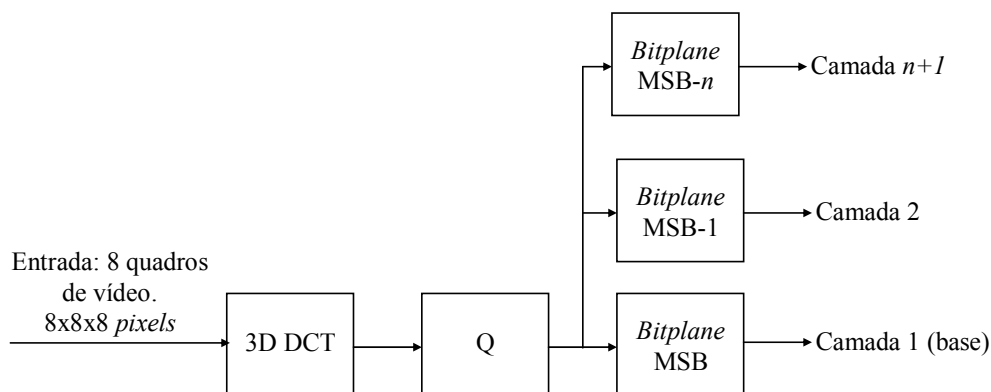 Bitplane
MSB-n
Camada n+1
Bitplane
MSB-1
Camada 2
Entrada: 8 quadros
de vídeo.
8x8x8 pixels
3D DCT
Q
Bitplane
MSB
Camada 1 (base)